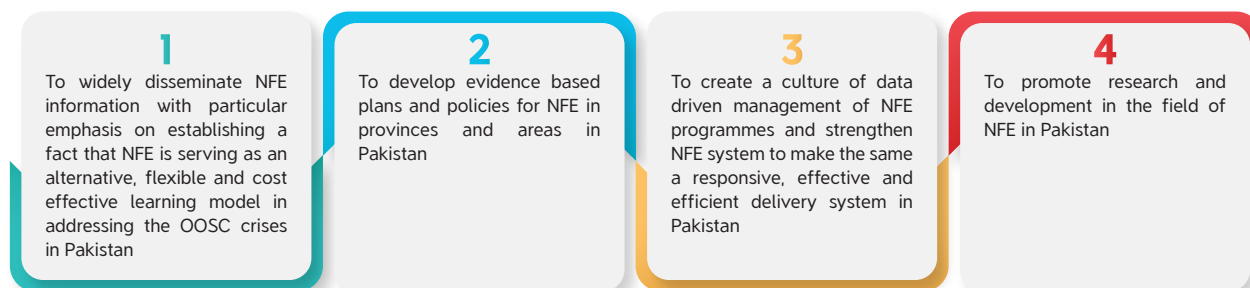 1
To widely disseminate NFE
information with particular
emphasis on establishing a
fact that NFE is serving as an
alternative, flexible and cost
effective learning model in
addressing the OOSC crises
in Pakistan
2
To develop evidence based
plans and policies for NFE in
provinces and areas in
Pakistan
3
To create a culture of data
driven management of NFE
programmes and strengthen
NFE system to make the same
a responsive, effective and
efficient delivery system in
Pakistan
4
To promote research and
development in the field of
NFE in Pakistan